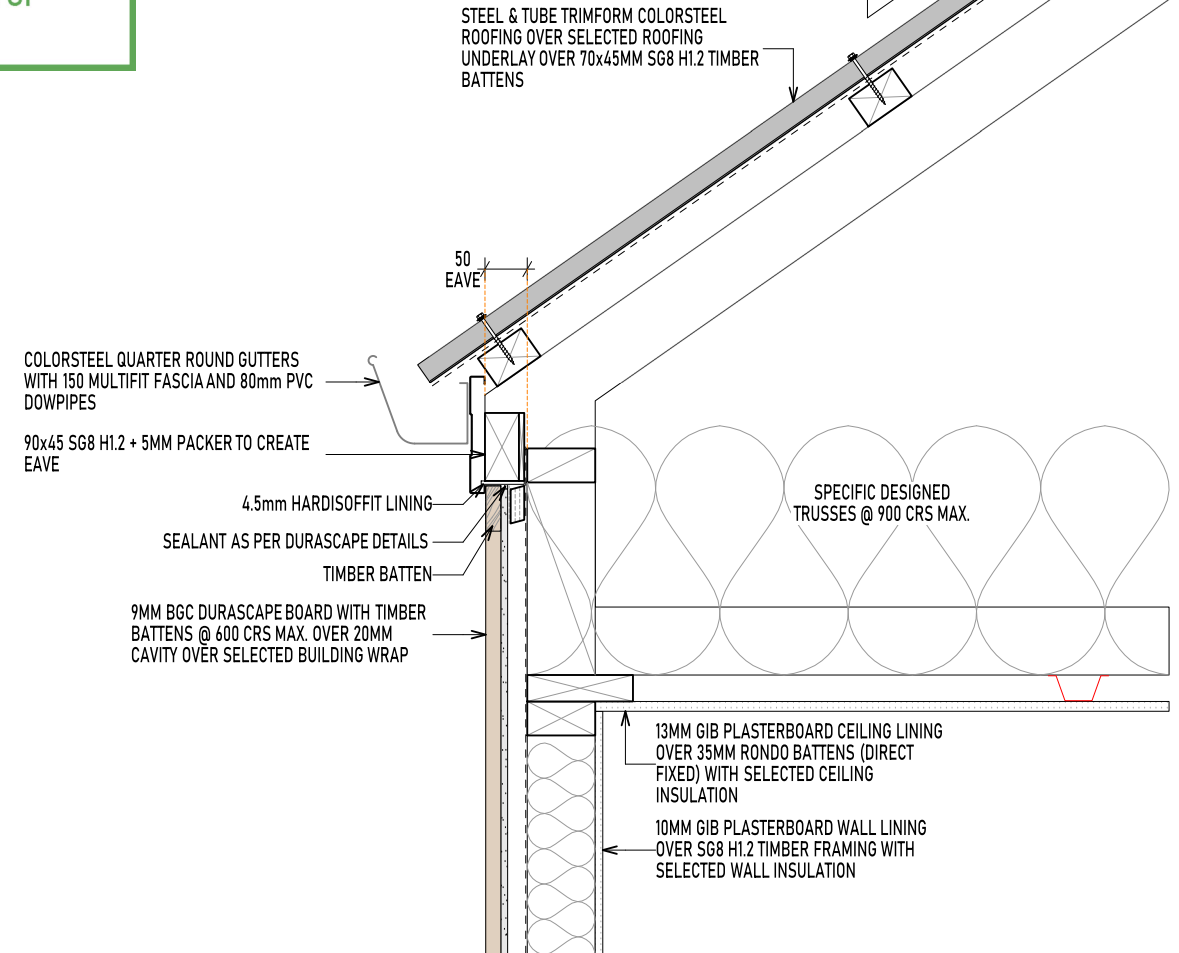 STEEL & TUBE TRIMFORM COLORSTEEL
ROOFING OVER SELECTED ROOFING
UNDERLAY OVER 70x45MM SG8 H1.2 TIMBER
BATTENS
50
EAVE
COLORSTEEL QUARTER ROUND GUTTERS
WITH 150 MULTIFIT FASCIA AND 80mm PVC
DOWPIPES
90x45 SG8 H1.2 + 5MM PACKER TO CREATE
EAVE
4.5mm HARDISOFFIT LINING
SEALANT AS PER DURASCAPE DETAILS
TIMBER BATTEN
9MM BGC DURASCAPE BOARD WITH TIMBER
BATTENS @ 600 CRS MAX. OVER 20MM
CAVITY OVER SELECTED BUILDING WRAP
SPECIFIC DESIGNED
TRUSSES @ 900 CRS MAX.
13MM GIB PLASTERBOARD CEILING LINING
OVER 35MM RONDO BATTENS (DIRECT
FIXED) WITH SELECTED CEILING
INSULATION
10MM GIB PLASTERBOARD WALL LINING
OVER SG8 H1.2 TIMBER FRAMING WITH
SELECTED WALL INSULATION